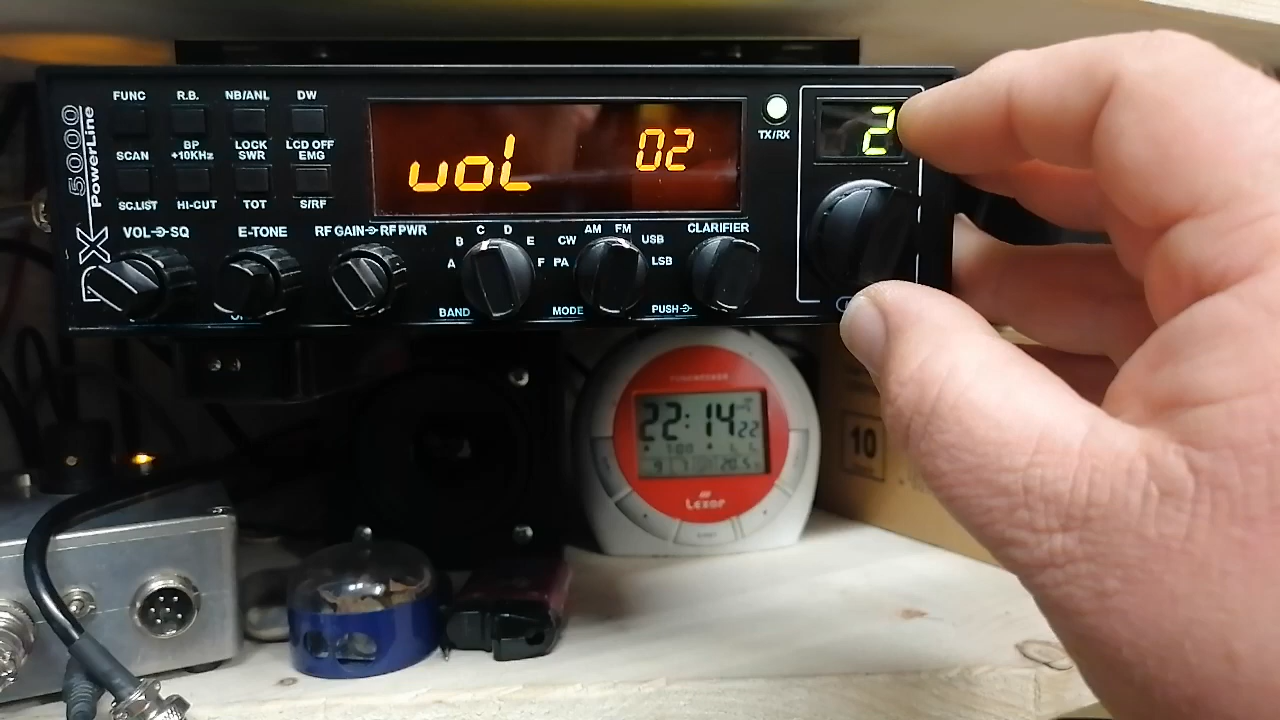 FUNC R.B. NB/ANL DW
SCAN BP +10KHz LOCK SWR LCD OFF EMG
SC.LIST HI-CUT TOT S/RF
DX 5000
PowerLine
voL 02
TX/RX
2
VOL SQ
E-TONE
RF GAIN RF PWR
A B C D E F
BAND
PA CW AM FM USB LSB
MODE
CLARIFIER
PUSH
22:14 22
20.5
Lexor
10